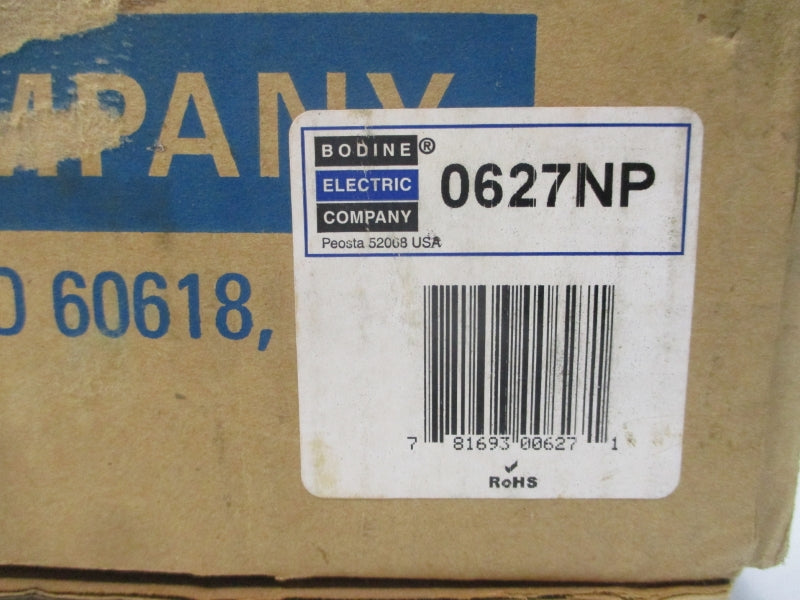 MPANY
O 60618,
BODINE®
ELECTRIC
COMPANY
0627NP
Peosta 52068 USA
7 81693 00627 1
RoHS